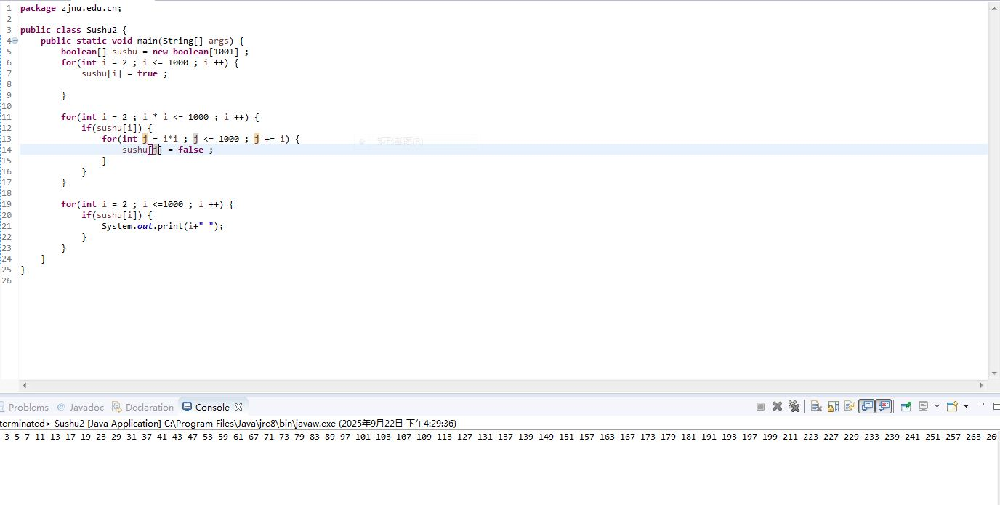 1 package zjnu.edu.cn;
2
3 public class Sushu2 {
4 public static void main(String[] args) {
5 boolean[] sushu = new boolean[1001] ;
6 for(int i = 2 ; i <= 1000 ; i ++) {
7 sushu[i] = true ;
8
9 }
10
11 for(int i = 2 ; i * i <= 1000 ; i ++) {
12 if(sushu[i]) {
13 for(int j = i*i ; j <= 1000 ; j += i) {
矩形截图(R)
14 sushu[j] = false ;
15 }
16 }
17 }
18
19 for(int i = 2 ; i <=1000 ; i ++) {
20 if(sushu[i]) {
21 System.out.print(i+" ");
22 }
23 }
24 }
25 }
26
Problems @ Javadoc Declaration Console
terminated> Sushu2 [Java Application] C:\Program Files\Java\jre8\bin\javaw.exe (2025年9月22日 下午4:29:36)
3 5 7 11 13 17 19 23 29 31 37 41 43 47 53 59 61 67 71 73 79 83 89 97 101 103 107 109 113 127 131 137 139 149 151 157 163 167 173 179 181 191 193 197 199 211 223 227 229 233 239 241 251 257 263 26